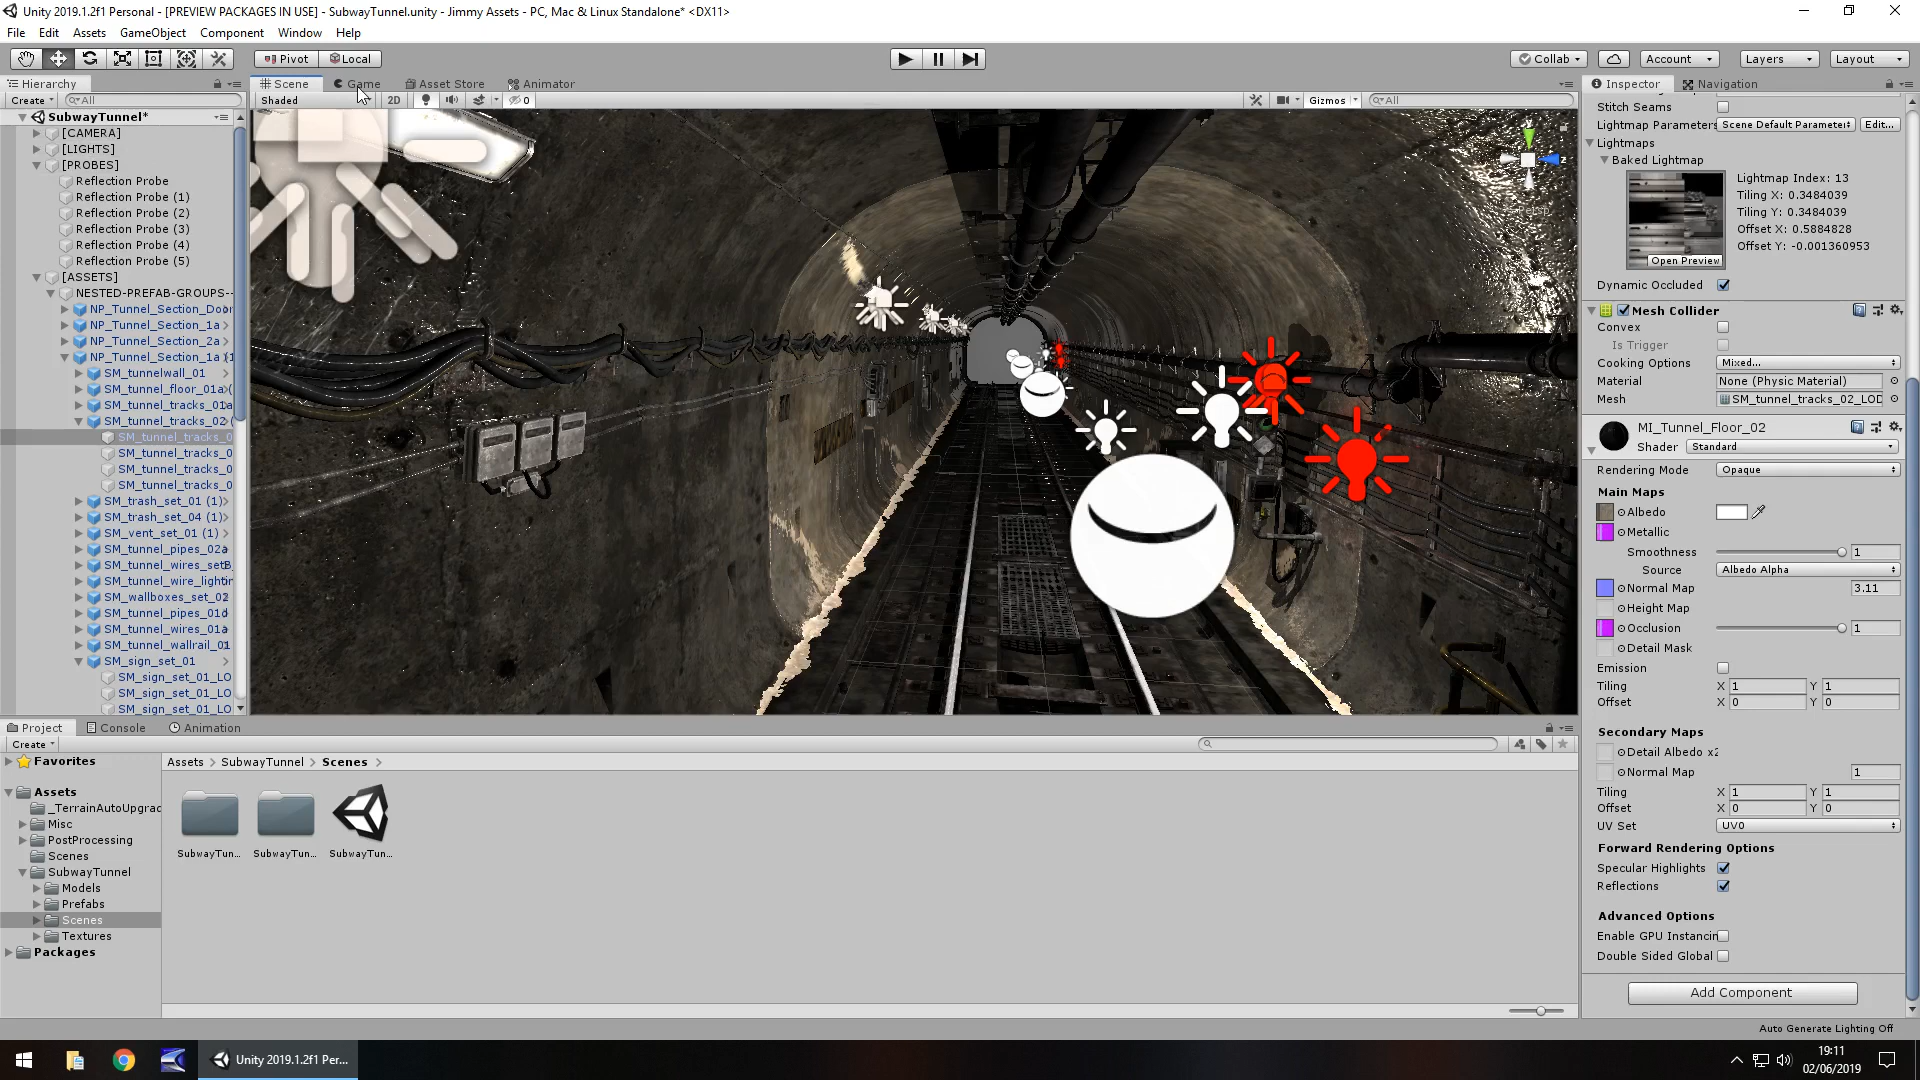 Unity 2019.1.2f1 Personal - [PREVIEW PACKAGES IN USE] - SubwayTunnel.unity - Jimmy Assets - PC, Mac & Linux Standalone* <DX11>
File Edit Assets GameObject Component Window Help
Pivot Local Collab Account Layers Layout
Hierarchy Scene Game Asset Store Animator Inspector Navigation
Create All Shaded 2D 0 Gizmos All
SubwayTunnel*
[CAMERA]
[LIGHTS]
[PROBES]
Reflection Probe
Reflection Probe (1)
Reflection Probe (2)
Reflection Probe (3)
Reflection Probe (4)
Reflection Probe (5)
[ASSETS]
NESTED-PREFAB-GROUPS--
NP_Tunnel_Section_Door
NP_Tunnel_Section_1a
NP_Tunnel_Section_2a
NP_Tunnel_Section_1a (1
SM_tunnelwall_01
SM_tunnel_floor_01a (
SM_tunnel_tracks_01a
SM_tunnel_tracks_02 (
SM_tunnel_tracks_0
SM_tunnel_tracks_0
SM_tunnel_tracks_0
SM_tunnel_tracks_0
SM_trash_set_01 (1)
SM_trash_set_04 (1)
SM_vent_set_01 (1)
SM_tunnel_pipes_02a
SM_tunnel_wires_setB
SM_tunnel_wire_lightin
SM_wallboxes_set_02
SM_tunnel_pipes_01d
SM_tunnel_wires_01a
SM_tunnel_wallrail_01
SM_sign_set_01
SM_sign_set_01_LO
SM_sign_set_01_LO
SM_sign_set_01_LO
y
z
Persp
Stitch Seams
Lightmap Parameters Scene Default Parameter Edit...
Lightmaps
Baked Lightmap
Lightmap Index: 13
Tiling X: 0.3484039
Tiling Y: 0.3484039
Offset X: 0.5884828
Offset Y: -0.001360953
Open Preview
Dynamic Occluded
Mesh Collider
Convex
Is Trigger
Cooking Options Mixed...
Material None (Physic Material)
Mesh SM_tunnel_tracks_02_LOD
MI_Tunnel_Floor_02
Shader Standard
Rendering Mode Opaque
Main Maps
Albedo
Metallic
Smoothness 1
Source Albedo Alpha
Normal Map 3.11
Height Map
Occlusion 1
Detail Mask
Emission
Tiling X 1 Y 1
Offset X 0 Y 0
Secondary Maps
Detail Albedo x2
Normal Map 1
Tiling X 1 Y 1
Offset X 0 Y 0
UV Set UV0
Forward Rendering Options
Specular Highlights
Reflections
Advanced Options
Enable GPU Instancin
Double Sided Global
Add Component
Project Console Animation
Create
Favorites
Assets
_TerrainAutoUpgrad
Misc
PostProcessing
Scenes
SubwayTunnel
Models
Prefabs
Scenes
Textures
Packages
Assets > SubwayTunnel > Scenes >
SubwayTun... SubwayTun... SubwayTun...
Auto Generate Lighting Off
Unity 2019.1.2f1 Per...
19:11
02/06/2019